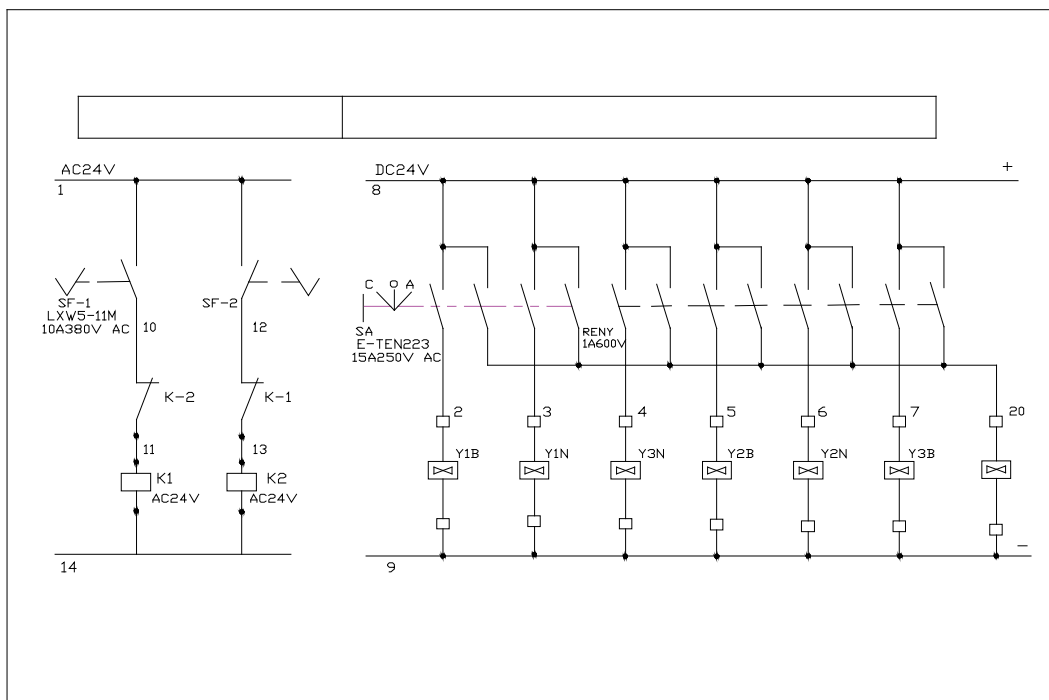 AC24V
1
DC24V
8
+
SF-1
LXW5-11M
10A380V AC
10
SF-2
12
C O A
SA
E-TEN223
15A250V AC
RENY
1A600V
K-2
K-1
2
3
4
5
6
7
20
11
13
Y1B
Y1N
Y3N
Y2B
Y2N
Y3B
K1
AC24V
K2
AC24V
14
9
-